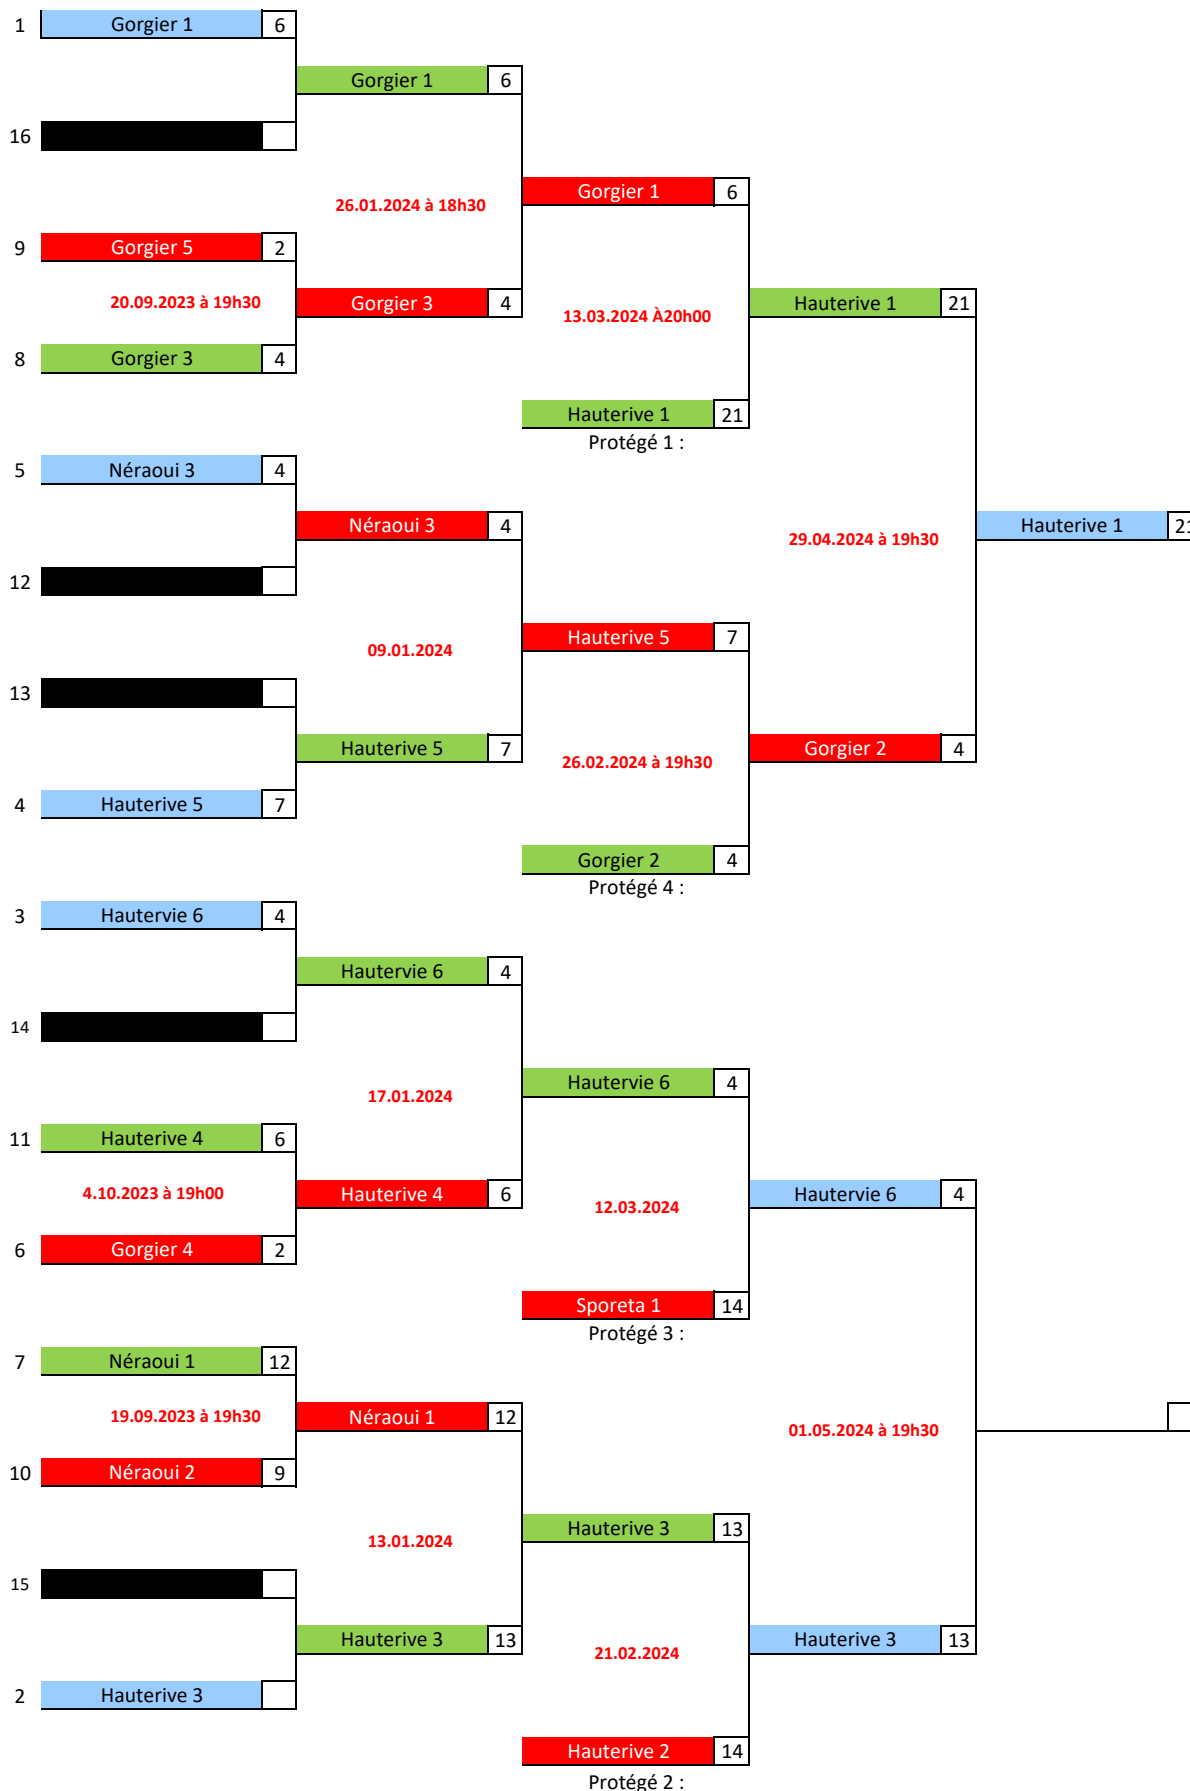 1 Gorgier 1 6
Gorgier 1 6
16
Gorgier 1 6
26.01.2024 à 18h30
9 Gorgier 5 2
20.09.2023 à 19h30
Gorgier 3 4
13.03.2024 À20h00
Hauterive 1 21
8 Gorgier 3 4
Hauterive 1 21
Protégé 1 :
5 Néraoui 3 4
Néraoui 3 4
29.04.2024 à 19h30
Hauterive 1 21
12
09.01.2024
Hauterive 5 7
13
Hauterive 5 7
26.02.2024 à 19h30
Gorgier 2 4
4 Hauterive 5 7
Gorgier 2 4
Protégé 4 :
3 Hautervie 6 4
Hautervie 6 4
14
17.01.2024
Hautervie 6 4
11 Hauterive 4 6
4.10.2023 à 19h00
Hauterive 4 6
12.03.2024
Hautervie 6 4
6 Gorgier 4 2
Sporeta 1 14
Protégé 3 :
7 Néraoui 1 12
19.09.2023 à 19h30
Néraoui 1 12
01.05.2024 à 19h30
10 Néraoui 2 9
13.01.2024
Hauterive 3 13
15
Hauterive 3 13
21.02.2024
Hauterive 3 13
2 Hauterive 3
Hauterive 2 14
Protégé 2 :